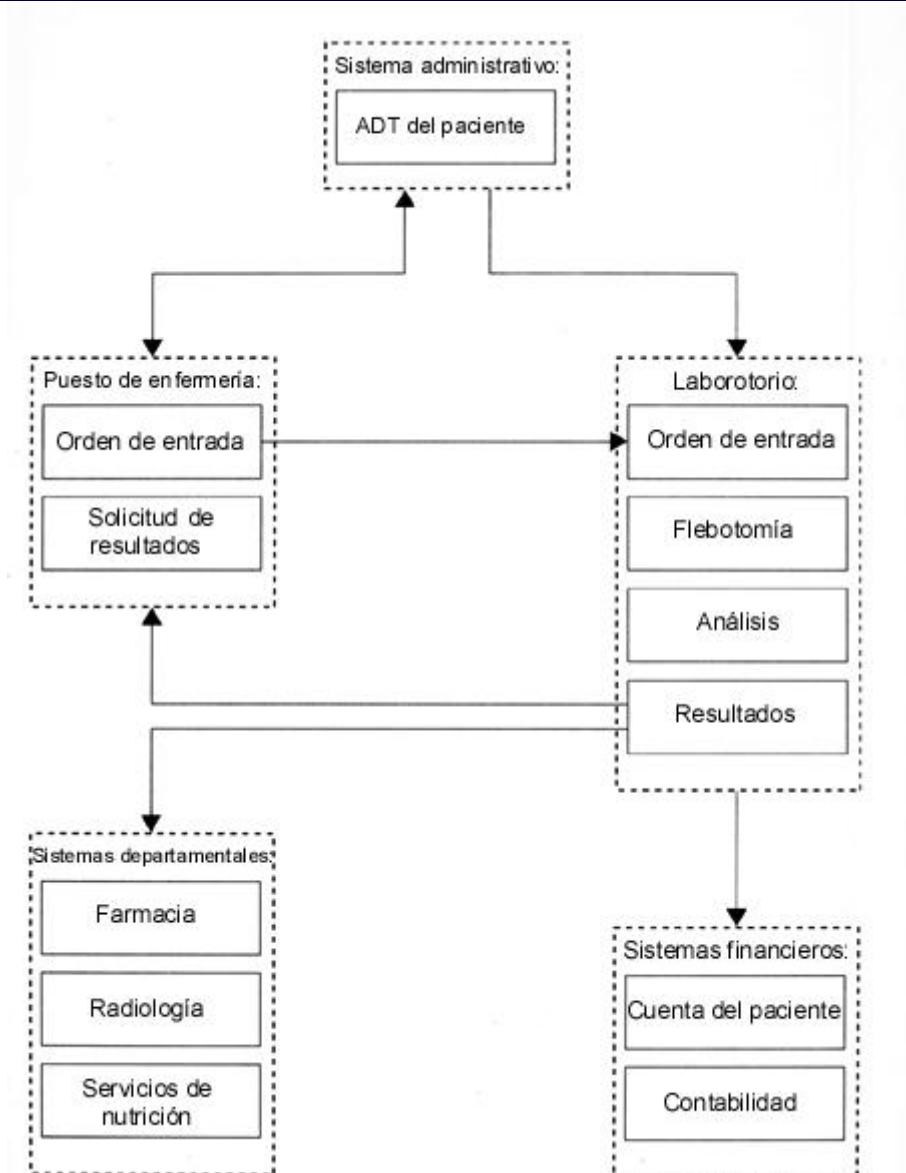 Sistema administrativo:
ADT del paciente
Puesto de enfermería:
Orden de entrada
Solicitud de
resultados
Laborotorio:
Orden de entrada
Flebotomía
Análisis
Resultados
Sistemas departamentales:
Farmacia
Radiología
Servicios de
nutrición
Sistemas financieros:
Cuenta del paciente
Contabilidad